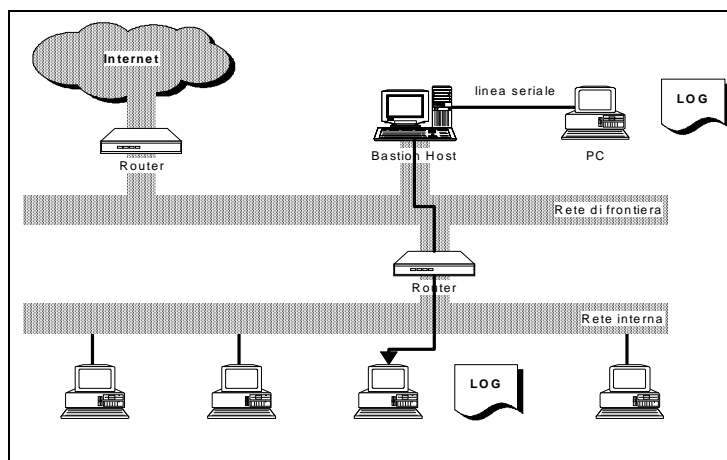 Internet
linea seriale
LOG
Router
Bastion Host
PC
Rete di frontiera
Router
Rete interna
LOG